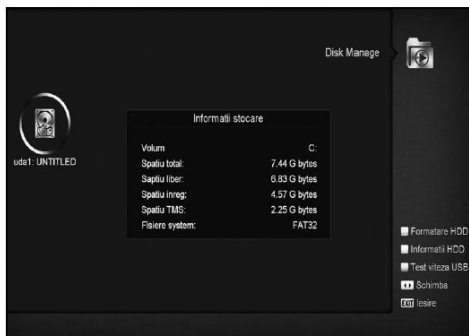 Disk Manage
uda1: UNTITLED
Informatii stocare
Volum C:
Spatiu total: 7.44 G bytes
Saptiu liber: 6.83 G bytes
Spatiu inreg: 4.57 G bytes
Spatiu TMS: 2.25 G bytes
Fisiere system: FAT32
Formatare HDD
Informatii HDD
Test viteza USB
Schimba
EXIT Iesire